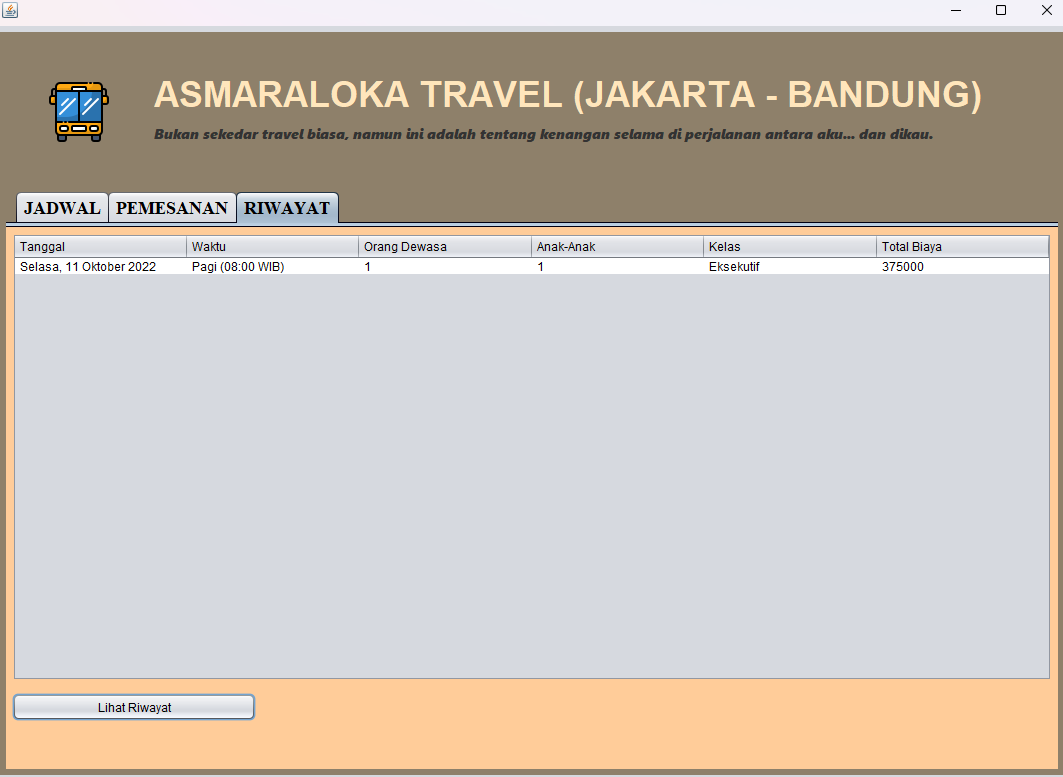 ASMARALOKA TRAVEL (JAKARTA - BANDUNG)
Bukan sekedar travel biasa, namun ini adalah tentang kenangan selama di perjalanan antara aku... dan dikau.
JADWAL PEMESANAN RIWAYAT
Tanggal Waktu Orang Dewasa Anak-Anak Kelas Total Biaya
Selasa, 11 Oktober 2022 Pagi (08:00 WIB) 1 1 Eksekutif 375000
Lihat Riwayat